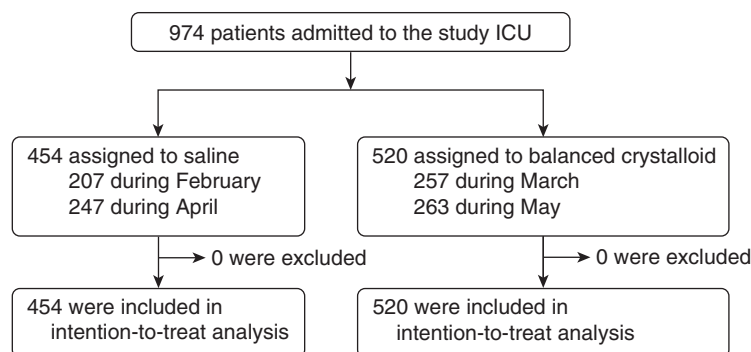 974 patients admitted to the study ICU
454 assigned to saline
207 during February
247 during April
520 assigned to balanced crystalloid
257 during March
263 during May
0 were excluded
0 were excluded
454 were included in
intention-to-treat analysis
520 were included in
intention-to-treat analysis